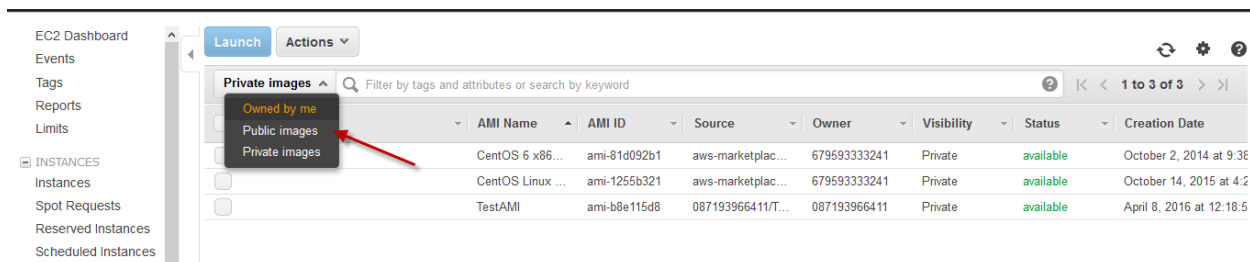 EC2 Dashboard
Events
Tags
Reports
Limits
INSTANCES
Instances
Spot Requests
Reserved Instances
Scheduled Instances
Launch Actions
Private images Filter by tags and attributes or search by keyword 1 to 3 of 3
Owned by me
Public images
Private images
AMI Name AMI ID Source Owner Visibility Status Creation Date
CentOS 6 x86... ami-81d092b1 aws-marketplac... 679593333241 Private available October 2, 2014 at 9:38
CentOS Linux ... ami-1255b321 aws-marketplac... 679593333241 Private available October 14, 2015 at 4:2
TestAMI ami-b8e115d8 087193966411/T... 087193966411 Private available April 8, 2016 at 12:18:5